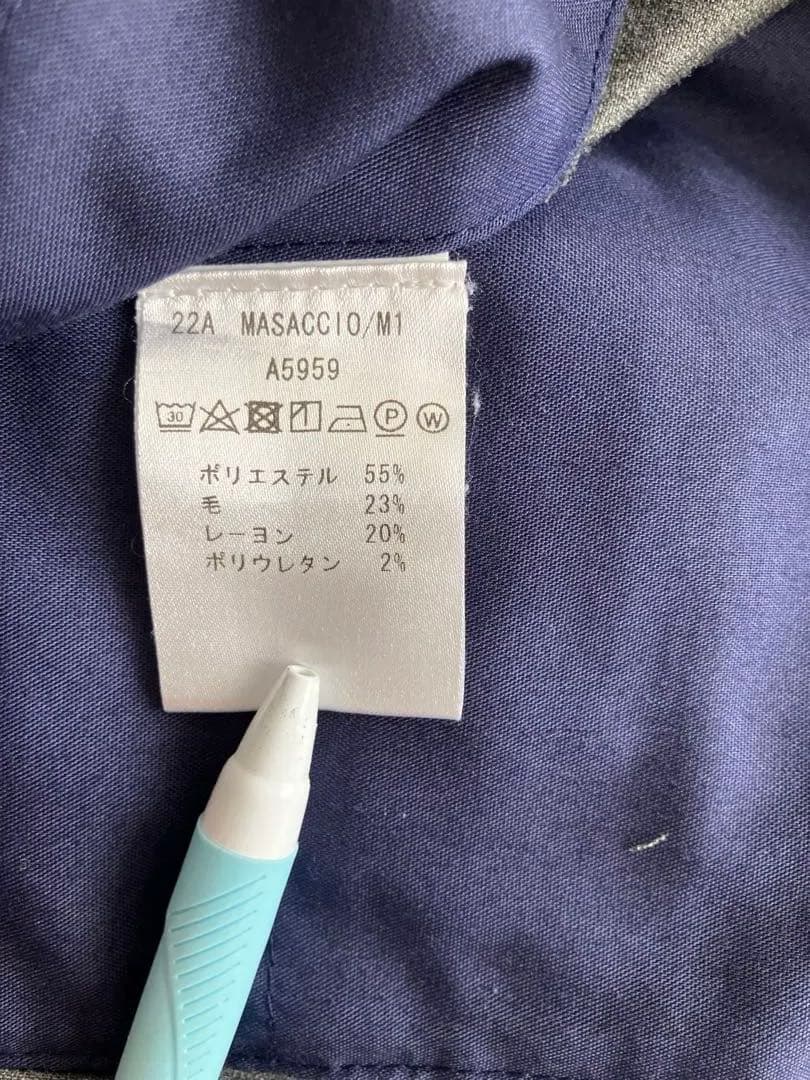 22A MASACCIO/M1
A5959
30 P W
ポリエステル 55%
毛 23%
レーヨン 20%
ポリウレタン 2%